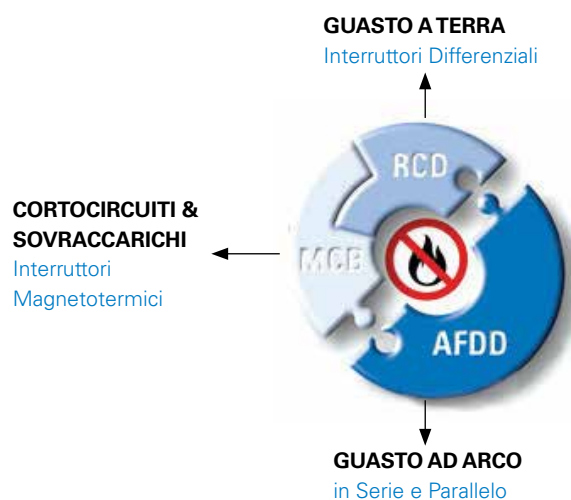 GUASTO A TERRA
Interruttori Differenziali
RCD
CORTOCIRCUITI &
SOVRACCARICHI
Interruttori
Magnetotermici
MCB
AFDD
GUASTO AD ARCO
in Serie e Parallelo